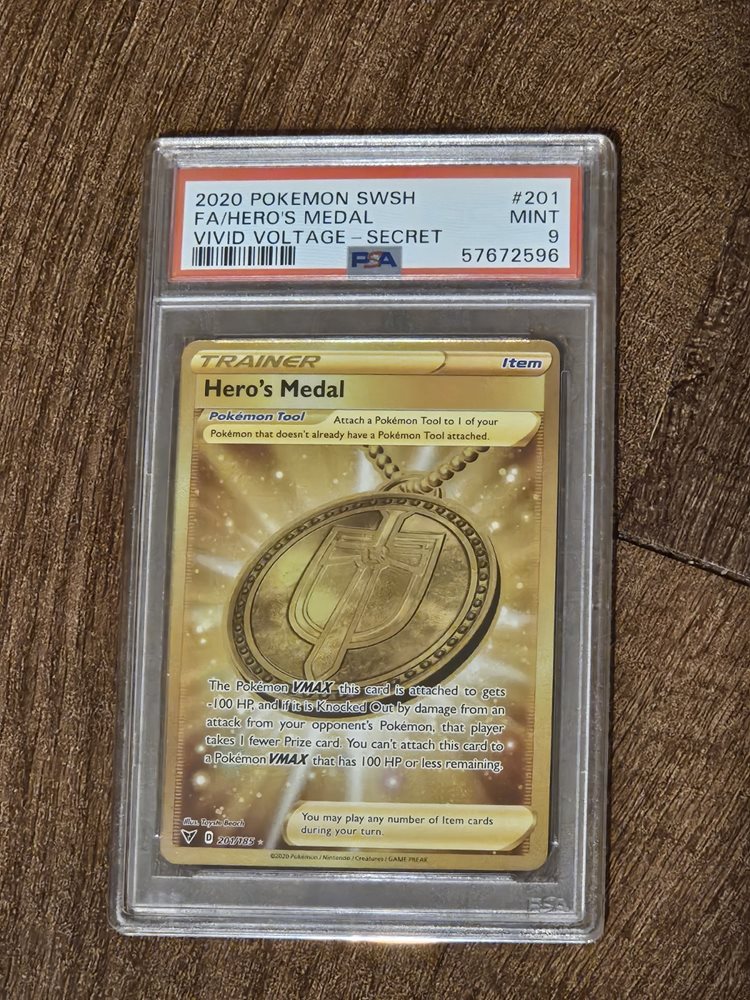 2020 POKEMON SWSH #201
FA/HERO'S MEDAL MINT
VIVID VOLTAGE – SECRET 9
PSA 57672596
TRAINER Item
Hero's Medal
Pokémon Tool Attach a Pokémon Tool to 1 of your
Pokémon that doesn't already have a Pokémon Tool attached.
The Pokémon VMAX this card is attached to gets
-100 HP, and if it is Knocked Out by damage from an
attack from your opponent's Pokémon, that player
takes 1 fewer Prize card. You can't attach this card to
a Pokémon VMAX that has 100 HP or less remaining.
You may play any number of Item cards
during your turn.
Illus. Toyste Beach
D 201/185
©2020 Pokémon / Nintendo / Creatures / GAME FREAK
PSA